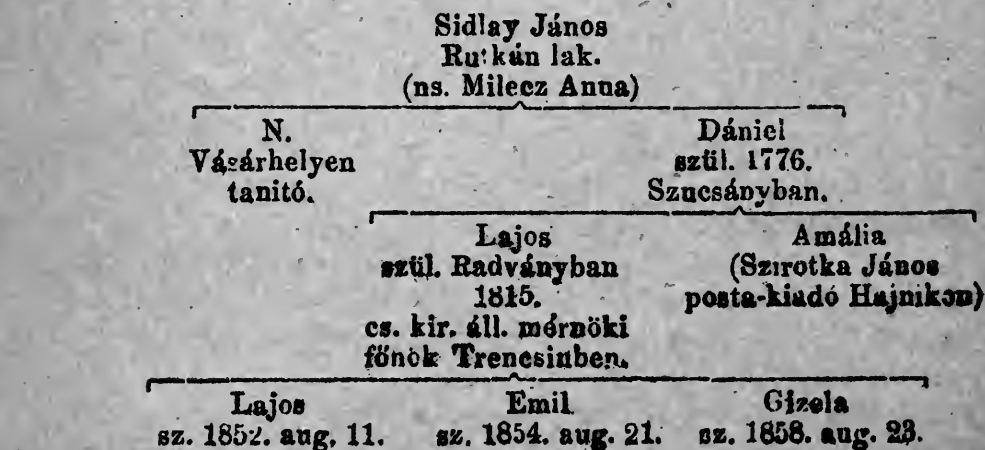 Sidlay János
Rutkán lak.
(ns. Milecz Anna)
N.
Vásárhelyen
tanitó.
Dániel
szül. 1776.
Szucsányban.
Lajos
szül. Radványban
1815.
cs. kir. áll. mérnöki
főnök Trencsinben.
Amália
(Szirotka János
posta-kiadó Hajnikon)
Lajos
sz. 1852. aug. 11.
Emil
sz. 1854. aug. 21.
Gizela
sz. 1858. aug. 23.